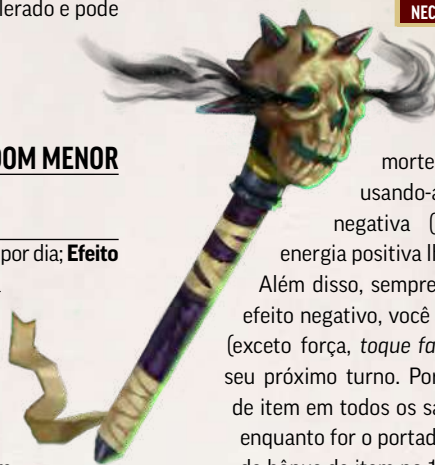 lerado e pode
DOM MENOR
por dia; Efeito
NEC
morte
usando-a
negativa (
energia positiva l
Além disso, sempre
efeito negativo, você
(exceto força, toque fa
seu próximo turno. Por
de item em todos os sa
enquanto for o portad